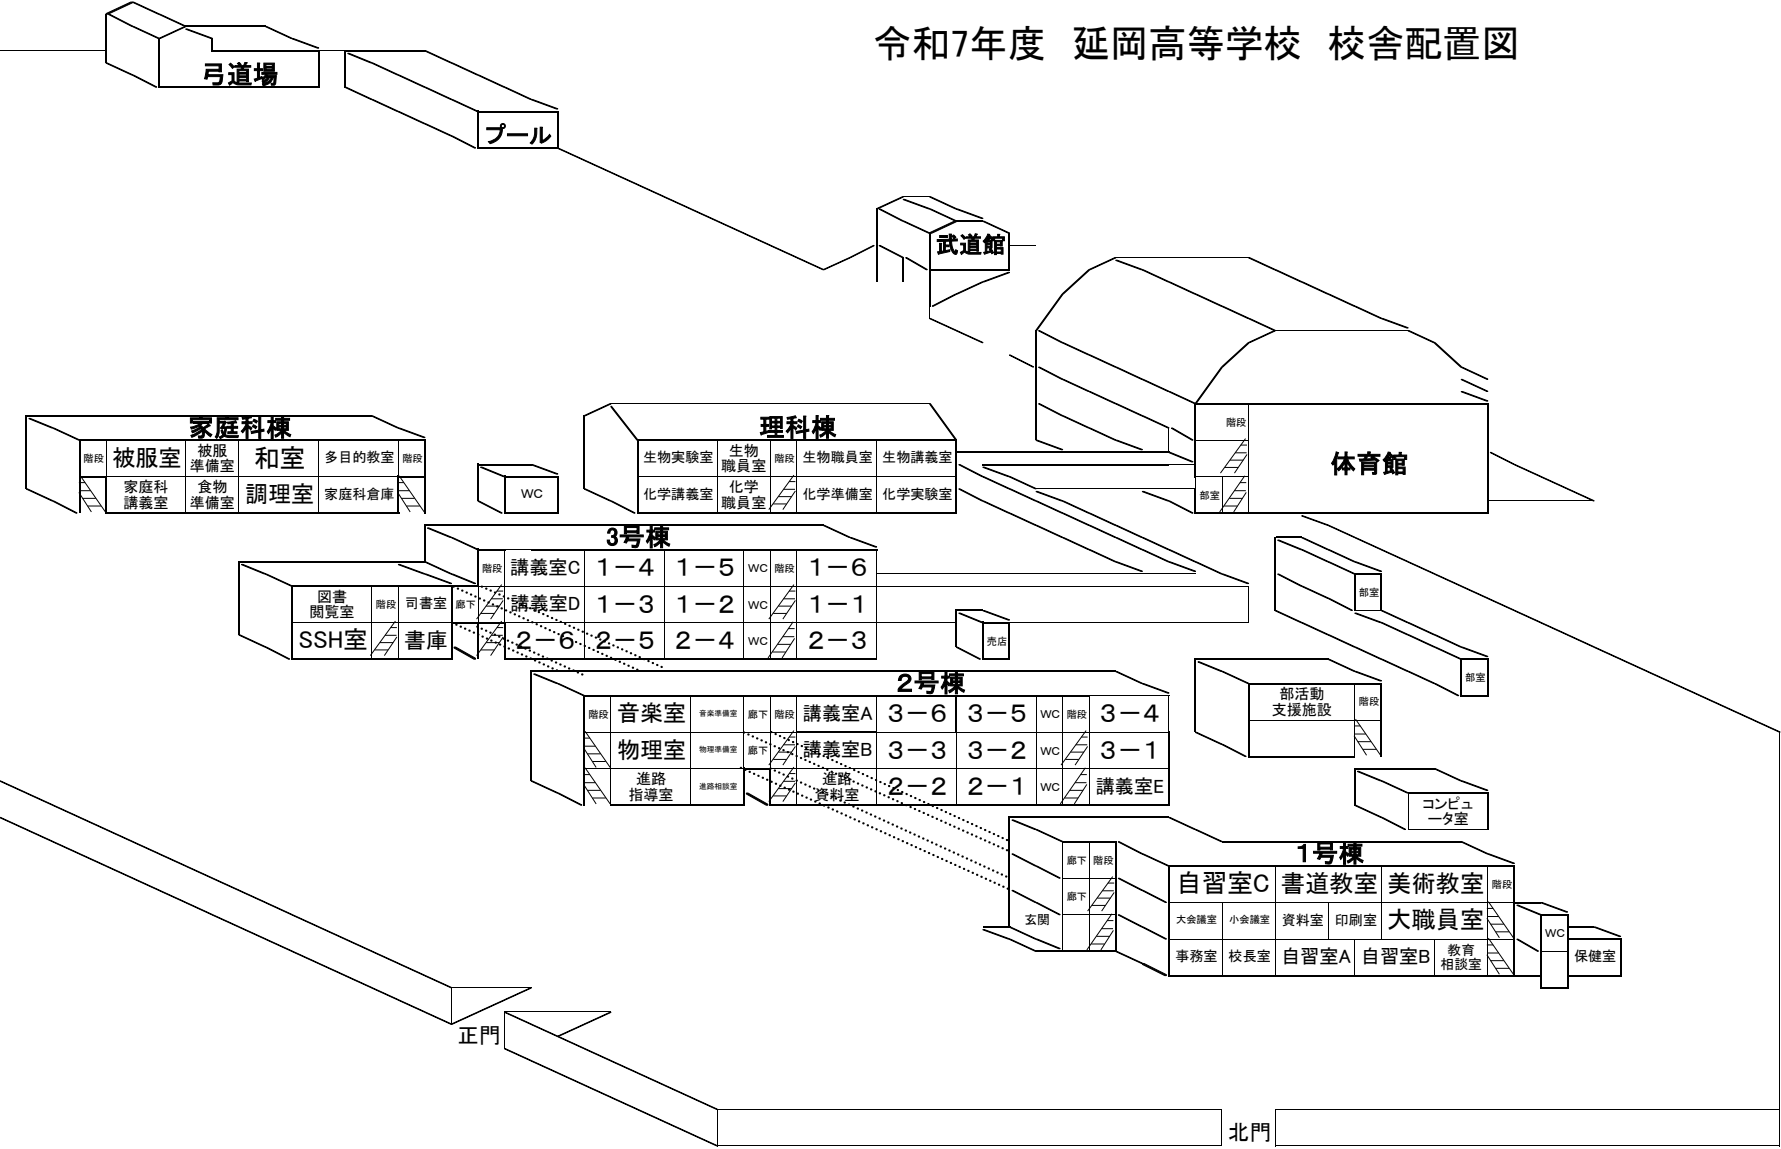 令和7年度　延岡高等学校　校舎配置図
弓道場
プール
武道館
体育館
階段
部室
家庭科棟
階段
被服室
被服
準備室
和室
多目的教室
階段
家庭科
講義室
食物
準備室
調理室
家庭科倉庫
WC
理科棟
生物実験室
生物
職員室
階段
生物職員室
生物講義室
化学講義室
化学
職員室
化学準備室
化学実験室
3号棟
階段
講義室C
１－４
１－５
WC
階段
１－６
講義室D
１－３
１－２
WC
１－１
２－６
２－５
２－４
WC
２－３
図書
閲覧室
階段
司書室
廊下
SSH室
書庫
売店
部室
部室
2号棟
階段
音楽室
音楽準備室
廊下
階段
講義室A
３－６
３－５
WC
階段
３－４
物理室
物理準備室
廊下
講義室B
３－３
３－２
WC
３－１
進路
指導室
進路相談室
進路
資料室
２－２
２－１
WC
講義室E
部活動
支援施設
階段
コンピュ
ータ室
1号棟
廊下
階段
廊下
玄関
自習室C
書道教室
美術教室
階段
大会議室
小会議室
資料室
印刷室
大職員室
事務室
校長室
自習室A
自習室B
教育
相談室
WC
保健室
正門
北門